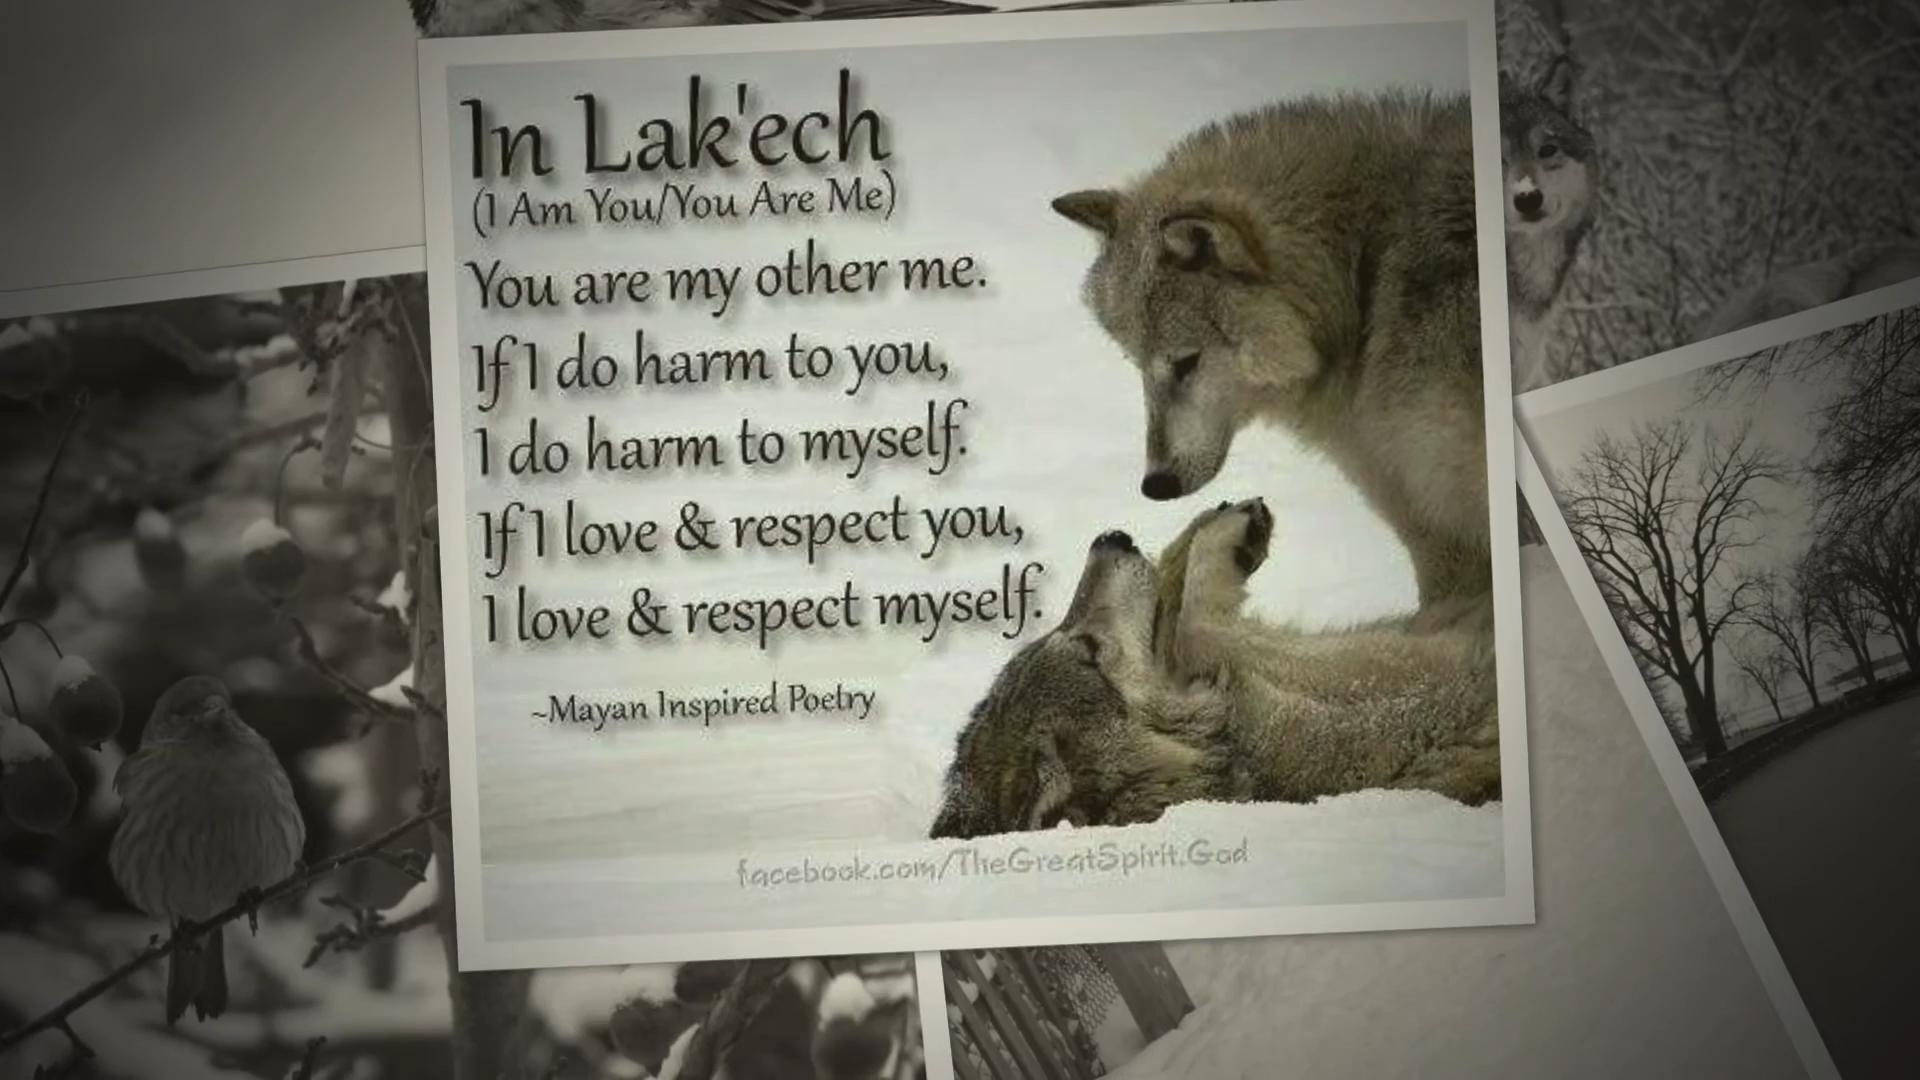 In Lak'ech
(I Am You/You Are Me)
You are my other me.
If I do harm to you,
I do harm to myself.
If I love & respect you,
I love & respect myself.
~Mayan Inspired Poetry
facebook.com/TheGreatSpirit.God